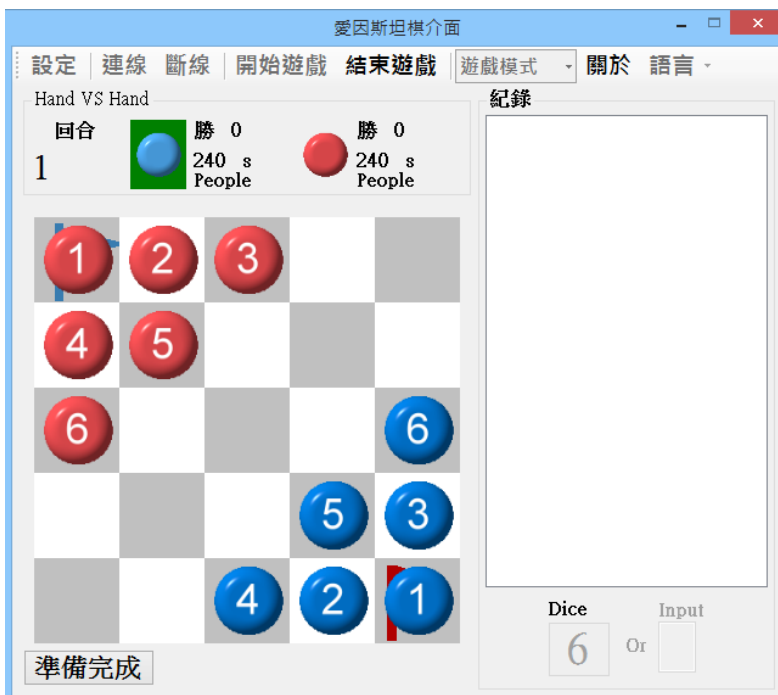 愛因斯坦棋介面
設定 連線 斷線 開始遊戲 結束遊戲 遊戲模式 關於 語言
Hand VS Hand
紀錄
回合
勝 0
勝 0
1
240 s
240 s
People
People
1 2 3
4 5
6 6
5 3
4 2 1
Dice
Input
6
Or
準備完成